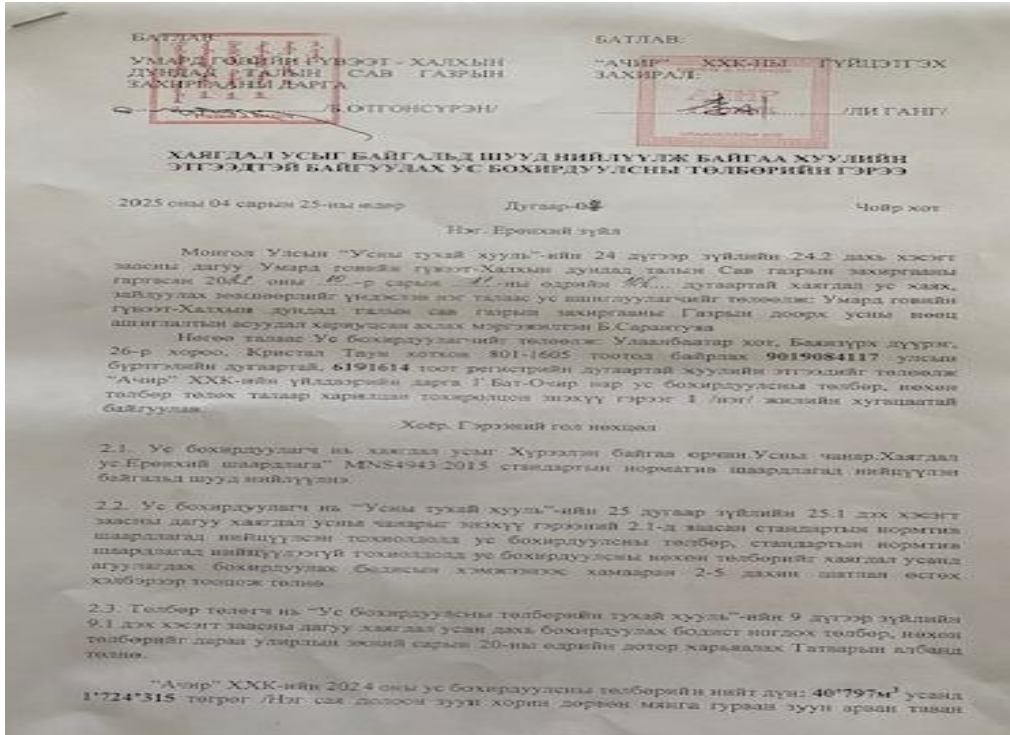 БАТЛАВ: БАТЛАВ:
УМАРД ГОВИЙН ГҮВЭЭТ - ХАЛХЫН "АЧИР" ХХК-НЫ ГҮЙЦЭТГЭХ
ДУНДАД ТАЛЫН САВ ГАЗРЫН ЗАХИРАЛ:
ЗАХИРГААНЫ ДАРГА
/Б.ОТГОНСҮРЭН/ /ЛИ ГАНГ/
ХАЯГДАЛ УСЫГ БАЙГАЛЬД ШУУД НИЙЛҮҮЛЖ БАЙГАА ХУУЛИЙН
ЭТГЭЭДТЭЙ БАЙГУУЛАХ УС БОХИРДУУЛСНЫ ТӨЛБӨРИЙН ГЭРЭЭ
2025 оны 04 сарын 25-ны өдөр Дугаар- Чойр хот
Нэг. Ерөнхий зүйл
Монгол Улсын "Усны тухай хууль"-ийн 24 дүгээр зүйлийн 24.2 дахь хэсэгт
заасны дагуу Умард говийн гүвээт-Халхын дундад талын Сав газрын захиргааны
гаргасан оны -р сарын -ны өдрийн дугаартай хаягдал ус хаях,
зайлуулах зөвшөөрлийг үндэслэн нэг талаас ус ашиглуулагчийг төлөөлж: Умард говийн
гүвээт-Халхын дундад талын сав газрын захиргааны Газрын доорх усны нөөц
ашиглалтын асуудал хариуцсан ахлах мэргэжилтэн Б.Сарантуяа
Нөгөө талаас Ус бохирдуулагчийг төлөөлж: Улаанбаатар хот, Баянзүрх дүүрэг,
26-р хороо, Кристал Таун хотхон 801-1605 тоотод байрлах 9019084117 улсын
бүртгэлийн дугаартай, 6191614 тоот регистрийн дугаартай хуулийн этгээдийг төлөөлж
"Ачир" ХХК-ийн үйлдвэрийн дарга Г.Бат-Очир нар ус бохирдуулсны төлбөр, нөхөн
төлбөр төлөх талаар харилцан тохиролцон энэхүү гэрээг 1 /нэг/ жилийн хугацаатай
байгуулав.
Хоёр. Гэрээний гол нөхцөл
2.1. Ус бохирдуулагч нь хаягдал усыг Хүрээлэн байгаа орчин.Усны чанар.Хаягдал
ус.Ерөнхий шаардлага" MNS4943:2015 стандартын норматив шаардлагад нийцүүлэн
байгальд шууд нийлүүлнэ.
2.2. Ус бохирдуулагч нь "Усны тухай хууль"-ийн 25 дугаар зүйлийн 25.1 дэх хэсэгт
заасны дагуу хаягдал усны чанарыг энэхүү гэрээний 2.1-д заасан стандартын нормтив
шаардлагад нийцүүлсэн тохиолдолд ус бохирдуулсны төлбөр, стандартын нормтив
шаардлагад нийцүүлээгүй тохиолдолд ус бохирдуулсны нөхөн төлбөрийг хаягдал усанд
агуулагдах бохирдуулах бодисын хэмжээнээс хамааран 2-5 дахин шатлан өсгөх
хэлбэрээр тооцож төлнө.
2.3. Төлбөр төлөгч нь "Ус бохирдуулсны төлбөрийн тухай хууль"-ийн 9 дүгээр зүйлийн
9.1 дэх хэсэгт заасны дагуу хаягдал усан дахь бохирдуулах бодист ногдох төлбөр, нөхөн
төлбөрийг дараа улирлын эхний сарын 20-ны өдрийн дотор харьяалах Татварын албанд
төлнө.
"Ачир" ХХК-ийн 2024 оны ус бохирдуулсны төлбөрийн нийт дүн: 40'797м³ усанд
1'724'315 төгрөг /Нэг сая долоон зуун хорин дөрвөн мянга гурван зуун арван таван